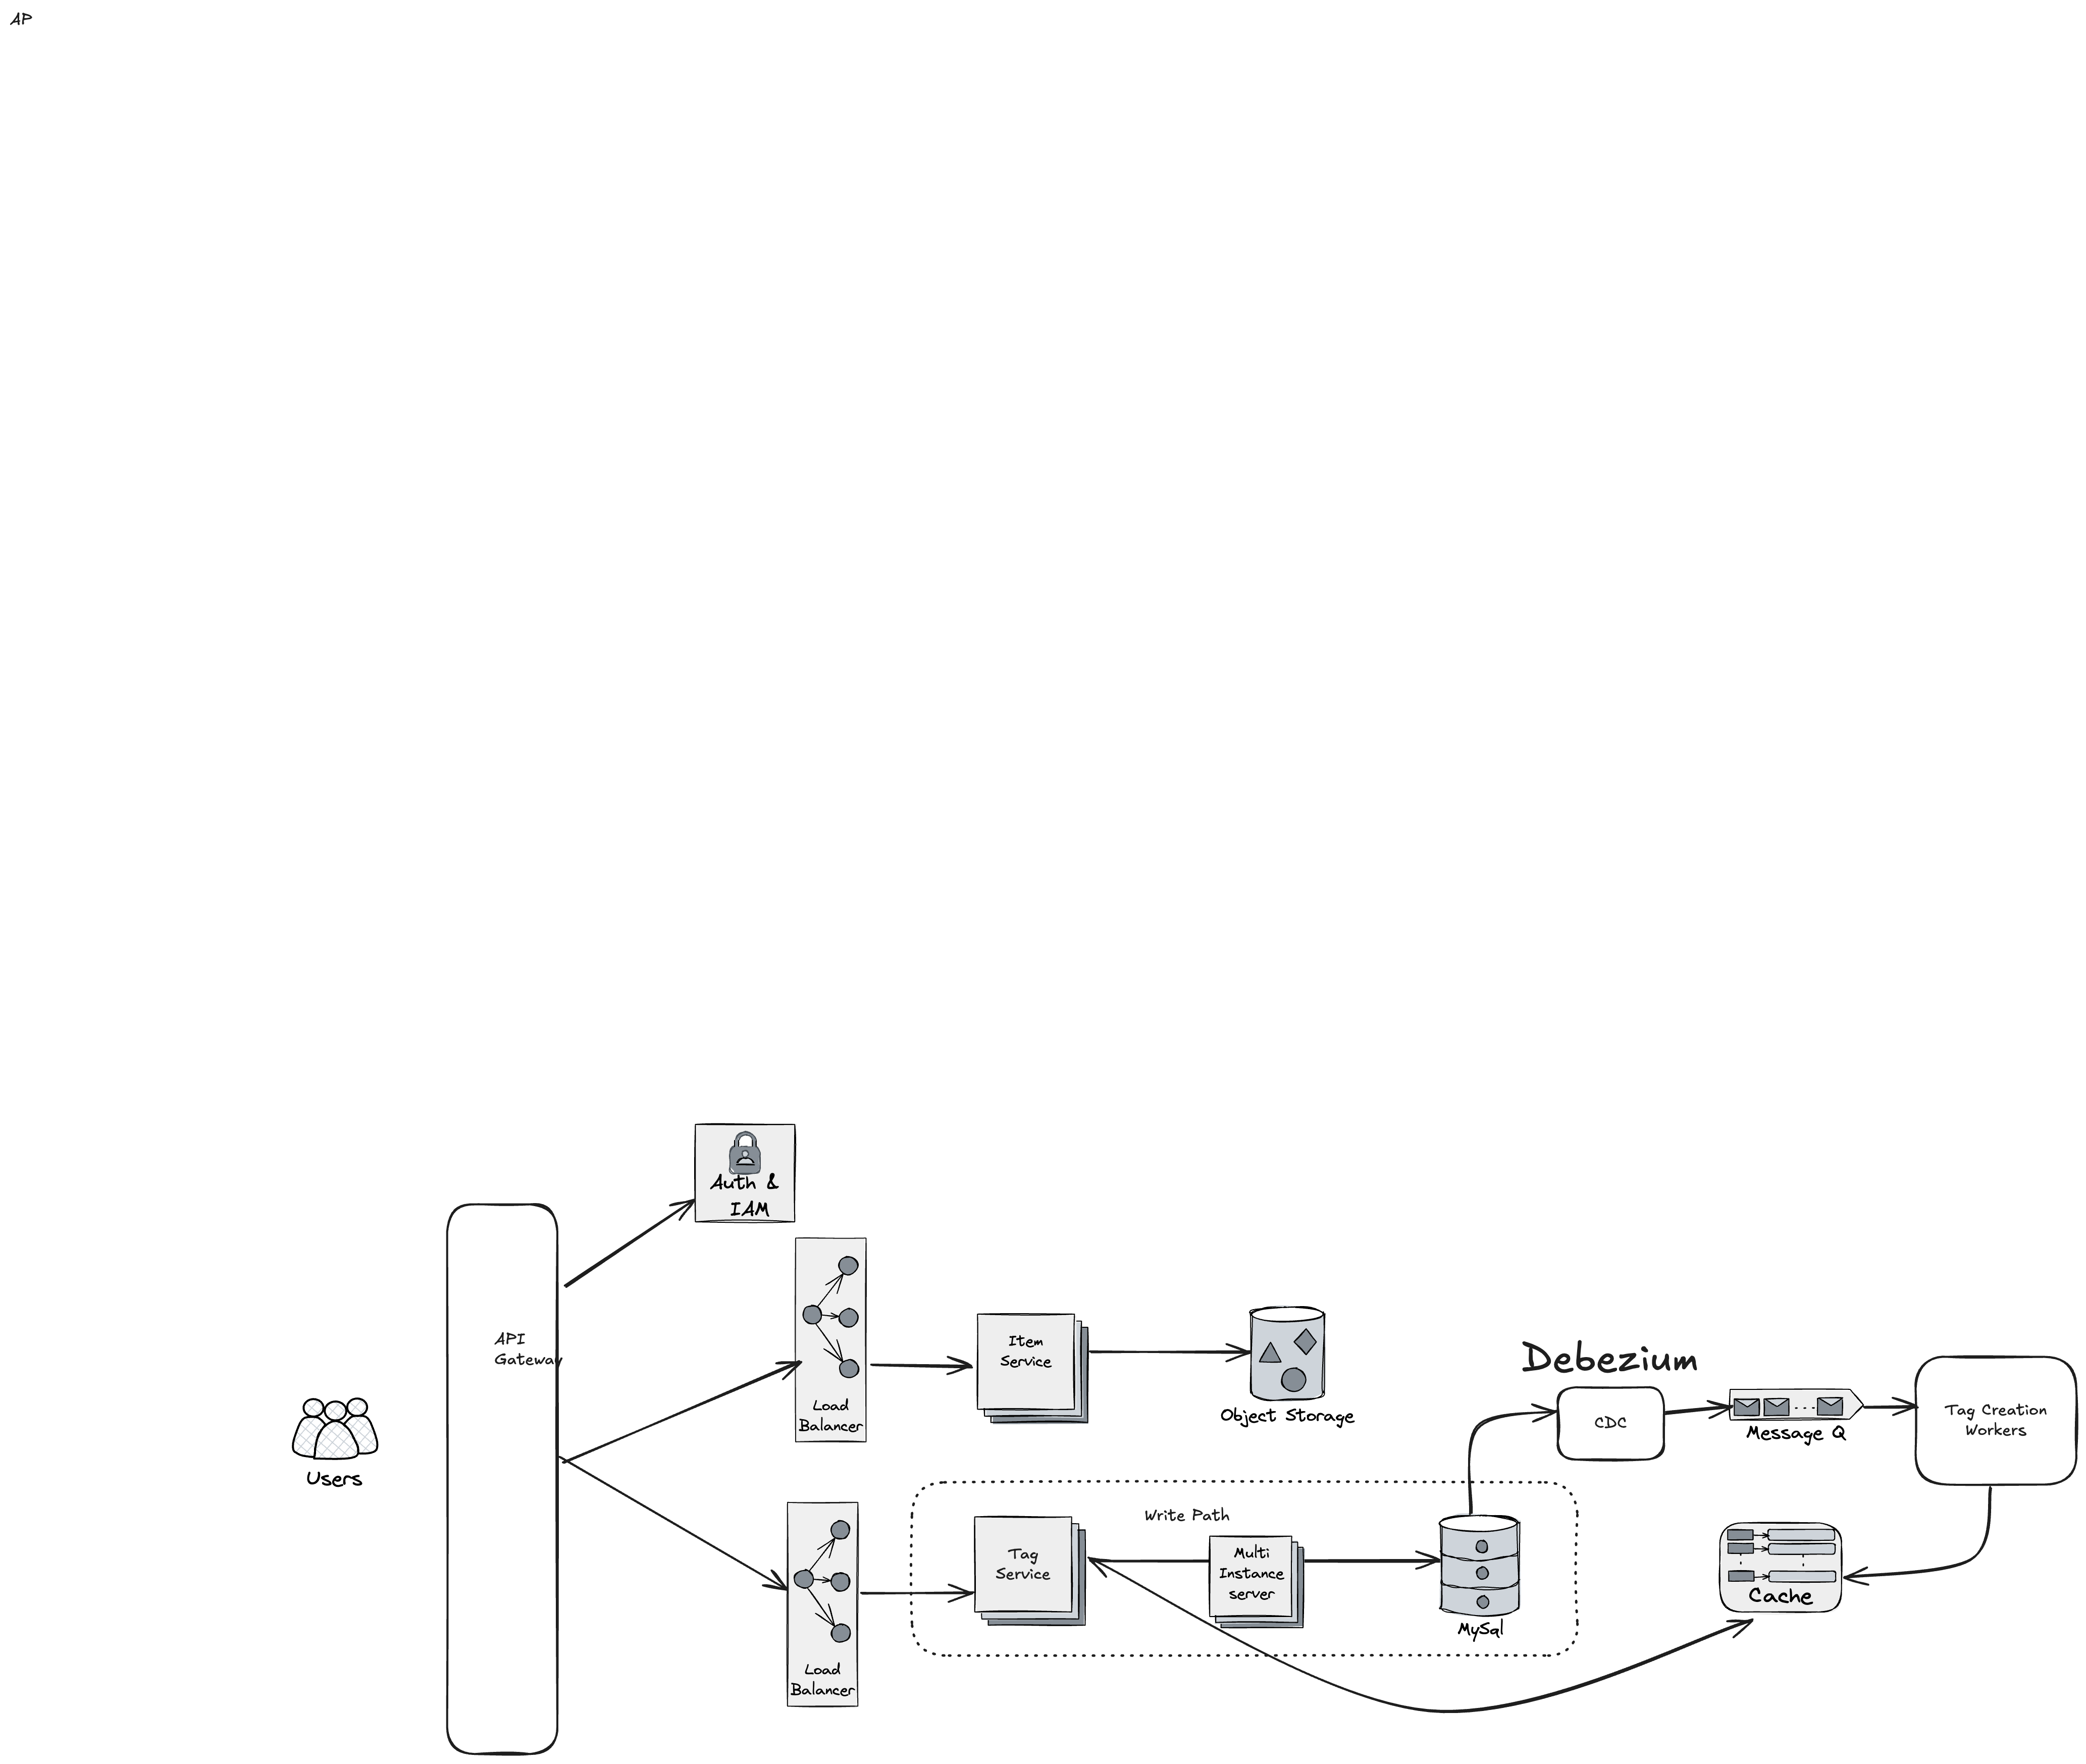 AP
Auth &
IAM
API
Gateway
Load
Balancer
Item
Service
Object Storage
Users
Debezium
CDC
Message Q
Tag Creation
Workers
Write Path
Load
Balancer
Tag
Service
Multi
Instance
server
MySql
Cache